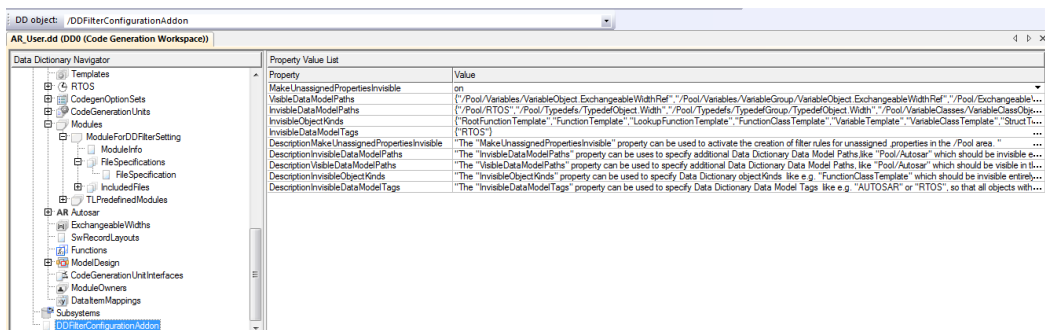 DD object: /DDFilterConfigurationAddon
AR_User.dd (DD0 (Code Generation Workspace))
Data Dictionary Navigator
Property Value List
Property Value
Templates
RTOS
CodegenOptionSets
CodeGenerationUnits
Modules
ModuleForDDFilterSetting
ModuleInfo
FileSpecifications
FileSpecification
IncludedFiles
TLPredefinedModules
AR Autosar
ExchangeableWidths
SwRecordLayouts
Functions
ModelDesign
CodeGenerationUnitInterfaces
ModuleOwners
DataItemMappings
Subsystems
DDFilterConfigurationAddon
MakeUnassignedPropertiesInvisible on
VisibleDataModelPaths {"/Pool/Variables/VariableObject.ExchangeableWidthRef","/Pool/Variables/VariableGroup/VariableObject.ExchangeableWidthRef","/Pool/Exchangeable\...
InvisibleDataModelPaths {"/Pool/RTOS","/Pool/Typedefs/TypedefObject.Width","/Pool/Typedefs/TypedefGroup/TypedefObject.Width","/Pool/Variables/VariableClass/VariableClassObje...
InvisibleObjectKinds {"RootFunctionTemplate","FunctionTemplate","LookupFunctionTemplate","FunctionClassTemplate","VariableTemplate","VariableClassTemplate","Struct T...
InvisibleDataModelTags {"RTOS"} ...
DescriptionMakeUnassignedPropertiesInvisible "The "MakeUnassignedPropertiesInvisible" property can be used to activate the creation of filter rules for unassigned ,properties in the /Pool area. " ...
DescriptionInvisibleDataModelPaths "The "InvisibleDataModelPaths" property can be uses to specify additional Data Dictionary Data Model Paths,like "Pool/Autosar" which should be invisible e...
DescriptionVisibleDataModelPaths "The "VisibleDataModelPaths" property can be used to specify additional Data Dictionary Data Model Paths, like "Pool/Autosar" which should be visible in tl...
DescriptionInvisibleObjectKinds "The "InvisibleObjectKinds" property can be used to specify Data Dictionary objectKinds like e.g. "FunctionClassTemplate" which should be invisible entirely,...
DescriptionInvisibleDataModelTags "The "InvisibleDataModelTags" property can be used to specify Data Dictionary Data Model Tags like e.g. "AUTOSAR" or "RTOS", so that all objects with...